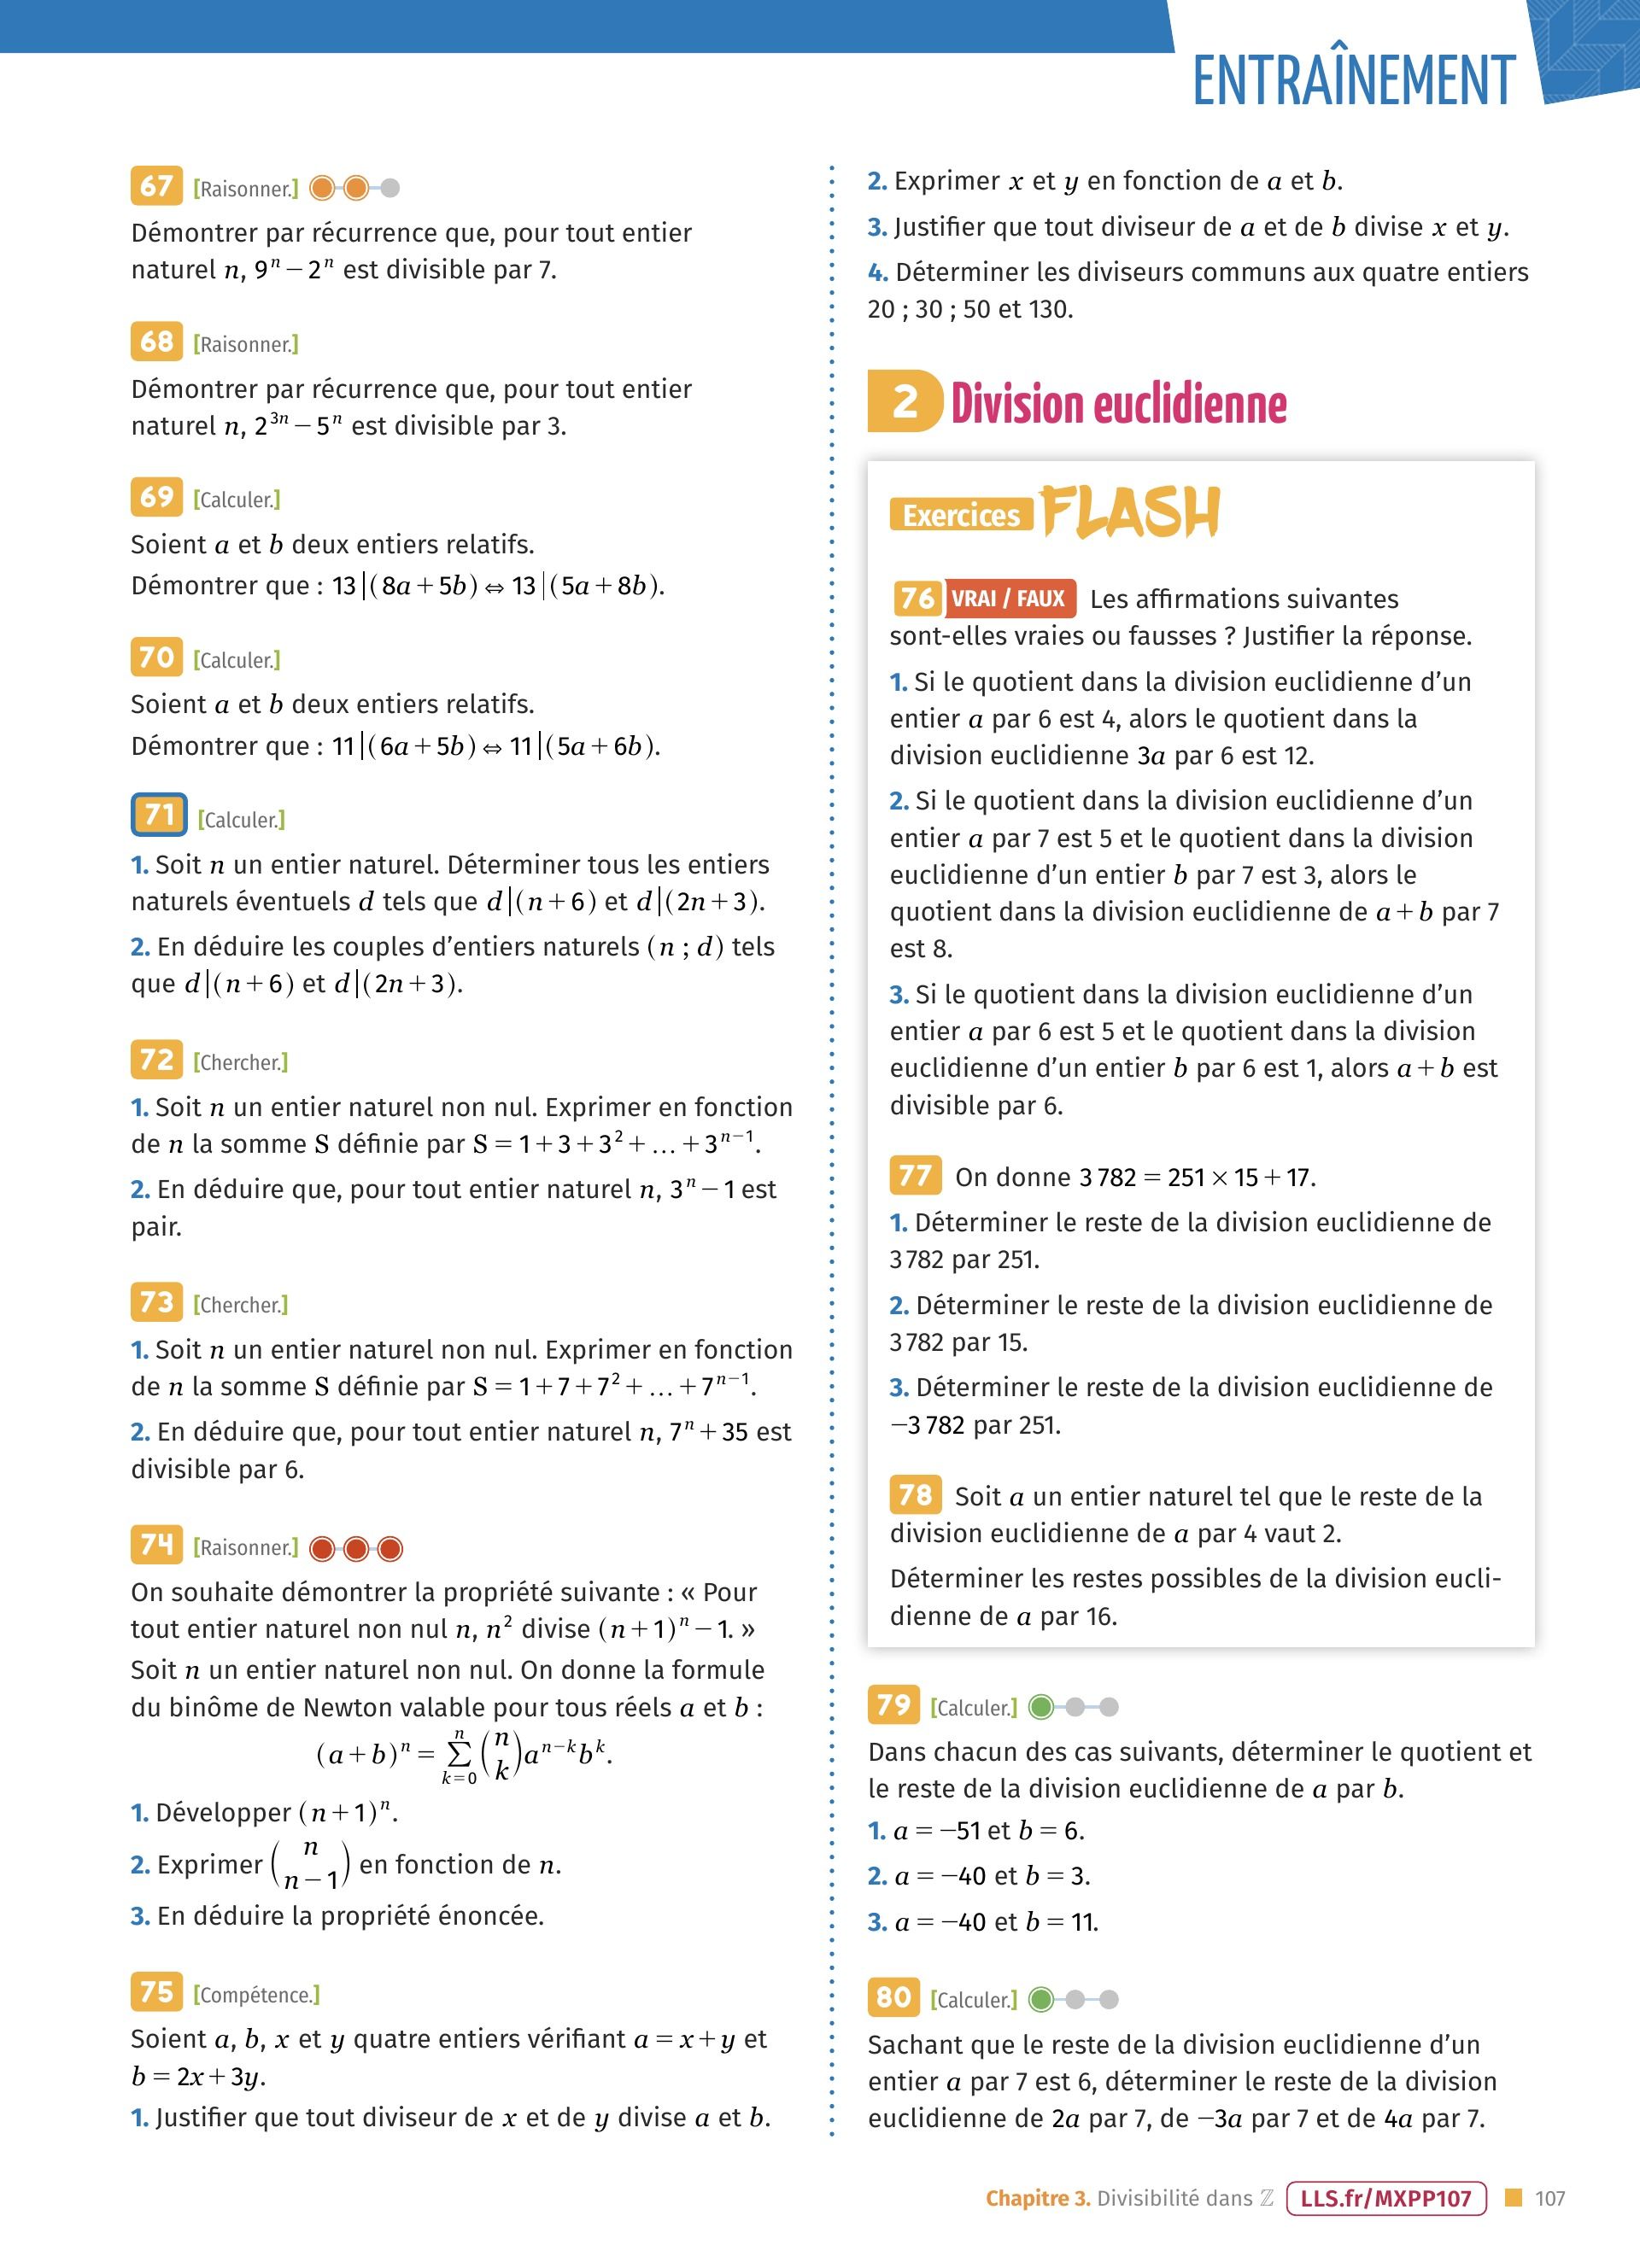 ENTRAÎNEMENT
67 [Raisonner.]
Démontrer par récurrence que, pour tout entier
naturel n, 9ⁿ − 2ⁿ est divisible par 7.
68 [Raisonner.]
Démontrer par récurrence que, pour tout entier
naturel n, 2³ⁿ − 5ⁿ est divisible par 3.
69 [Calculer.]
Soient a et b deux entiers relatifs.
Démontrer que : 13 | (8a + 5b) ⇔ 13 | (5a + 8b).
70 [Calculer.]
Soient a et b deux entiers relatifs.
Démontrer que : 11 | (6a + 5b) ⇔ 11 | (5a + 6b).
71 [Calculer.]
1. Soit n un entier naturel. Déterminer tous les entiers
naturels éventuels d tels que d | (n + 6) et d | (2n + 3).
2. En déduire les couples d’entiers naturels (n ; d) tels
que d | (n + 6) et d | (2n + 3).
72 [Chercher.]
1. Soit n un entier naturel non nul. Exprimer en fonction
de n la somme S définie par S = 1 + 3 + 3² + … + 3ⁿ⁻¹.
2. En déduire que, pour tout entier naturel n, 3ⁿ − 1 est
pair.
73 [Chercher.]
1. Soit n un entier naturel non nul. Exprimer en fonction
de n la somme S définie par S = 1 + 7 + 7² + … + 7ⁿ⁻¹.
2. En déduire que, pour tout entier naturel n, 7ⁿ + 35 est
divisible par 6.
74 [Raisonner.]
On souhaite démontrer la propriété suivante : « Pour
tout entier naturel non nul n, n² divise (n + 1)ⁿ − 1. »
Soit n un entier naturel non nul. On donne la formule
du binôme de Newton valable pour tous réels a et b :
(a + b)ⁿ = ∑_{k=0}^{n} (n k) aⁿ⁻ᵏbᵏ.
1. Développer (n + 1)ⁿ.
2. Exprimer (n n − 1) en fonction de n.
3. En déduire la propriété énoncée.
75 [Compétence.]
Soient a, b, x et y quatre entiers vérifiant a = x + y et
b = 2x + 3y.
1. Justifier que tout diviseur de x et de y divise a et b.
2. Exprimer x et y en fonction de a et b.
3. Justifier que tout diviseur de a et de b divise x et y.
4. Déterminer les diviseurs communs aux quatre entiers
20 ; 30 ; 50 et 130.
2 Division euclidienne
Exercices FLASH
76 VRAI / FAUX Les affirmations suivantes
sont-elles vraies ou fausses ? Justifier la réponse.
1. Si le quotient dans la division euclidienne d’un
entier a par 6 est 4, alors le quotient dans la
division euclidienne 3a par 6 est 12.
2. Si le quotient dans la division euclidienne d’un
entier a par 7 est 5 et le quotient dans la division
euclidienne d’un entier b par 7 est 3, alors le
quotient dans la division euclidienne de a + b par 7
est 8.
3. Si le quotient dans la division euclidienne d’un
entier a par 6 est 5 et le quotient dans la division
euclidienne d’un entier b par 6 est 1, alors a + b est
divisible par 6.
77 On donne 3 782 = 251 × 15 + 17.
1. Déterminer le reste de la division euclidienne de
3 782 par 251.
2. Déterminer le reste de la division euclidienne de
3 782 par 15.
3. Déterminer le reste de la division euclidienne de
−3 782 par 251.
78 Soit a un entier naturel tel que le reste de la
division euclidienne de a par 4 vaut 2.
Déterminer les restes possibles de la division eucli-
dienne de a par 16.
79 [Calculer.]
Dans chacun des cas suivants, déterminer le quotient et
le reste de la division euclidienne de a par b.
1. a = −51 et b = 6.
2. a = −40 et b = 3.
3. a = −40 et b = 11.
80 [Calculer.]
Sachant que le reste de la division euclidienne d’un
entier a par 7 est 6, déterminer le reste de la division
euclidienne de 2a par 7, de −3a par 7 et de 4a par 7.
Chapitre 3. Divisibilité dans ℤ LLS.fr/MXPP107 107